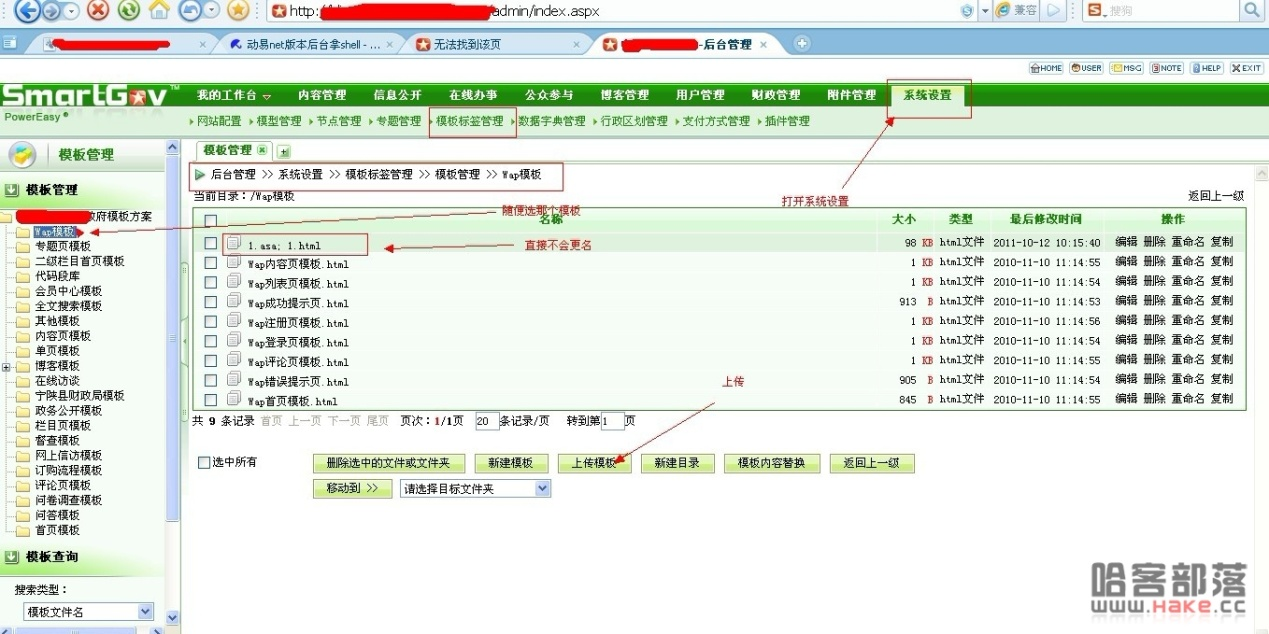 http: admin/index.aspx
兼容
搜狗
动易net版本后台拿shell - ...
无法找到该页
-后台管理
HOME USER MSG NOTE HELP EXIT
SmartGov™
PowerEasy®
我的工作台 内容管理 信息公开 在线办事 公众参与 博客管理 用户管理 财政管理 附件管理 系统设置
网站配置 模型管理 节点管理 专题管理 模板标签管理 数据字典管理 行政区划管理 支付方式管理 插件管理
模板管理
模板管理
后台管理 >> 系统设置 >> 模板标签管理 >> 模板管理 >> Wap模板
当前目录：/Wap模板
返回上一级
打开系统设置
随便选那个模板
名称 大小 类型 最后修改时间 操作
1.asa; 1.html 98 KB html文件 2011-10-12 10:15:40 编辑 删除 重命名 复制
直接不会更名
Wap内容页模板.html 1 KB html文件 2010-11-10 11:14:55 编辑 删除 重命名 复制
Wap列表页模板.html 1 KB html文件 2010-11-10 11:14:54 编辑 删除 重命名 复制
Wap成功提示页.html 913 B html文件 2010-11-10 11:14:53 编辑 删除 重命名 复制
Wap注册页模板.html 1 KB html文件 2010-11-10 11:14:56 编辑 删除 重命名 复制
Wap登录页模板.html 1 KB html文件 2010-11-10 11:14:54 编辑 删除 重命名 复制
Wap评论页模板.html 1 KB html文件 2010-11-10 11:14:55 编辑 删除 重命名 复制
Wap错误提示页.html 905 B html文件 2010-11-10 11:14:54 编辑 删除 重命名 复制
Wap首页模板.html 845 B html文件 2010-11-10 11:14:55 编辑 删除 重命名 复制
上传
共 9 条记录 首页 上一页 下一页 尾页 页次：1/1页 20 条记录/页 转到第1页
选中所有 删除选中的文件或文件夹 新建模板 上传模板 新建目录 模板内容替换 返回上一级
移动到 >> 请选择目标文件夹
模板管理
政府模板方案
Wap模板
专题页模板
二级栏目首页模板
代码段库
会员中心模板
全文搜索模板
其他模板
内容页模板
单页模板
博客模板
在线访谈
宁陕县财政局模板
政务公开模板
栏目页模板
督查模板
网上信访模板
订购流程模板
评论页模板
问卷调查模板
问答模板
首页模板
模板查询
搜索类型：
模板文件名
哈客部落
www.Hake.cc